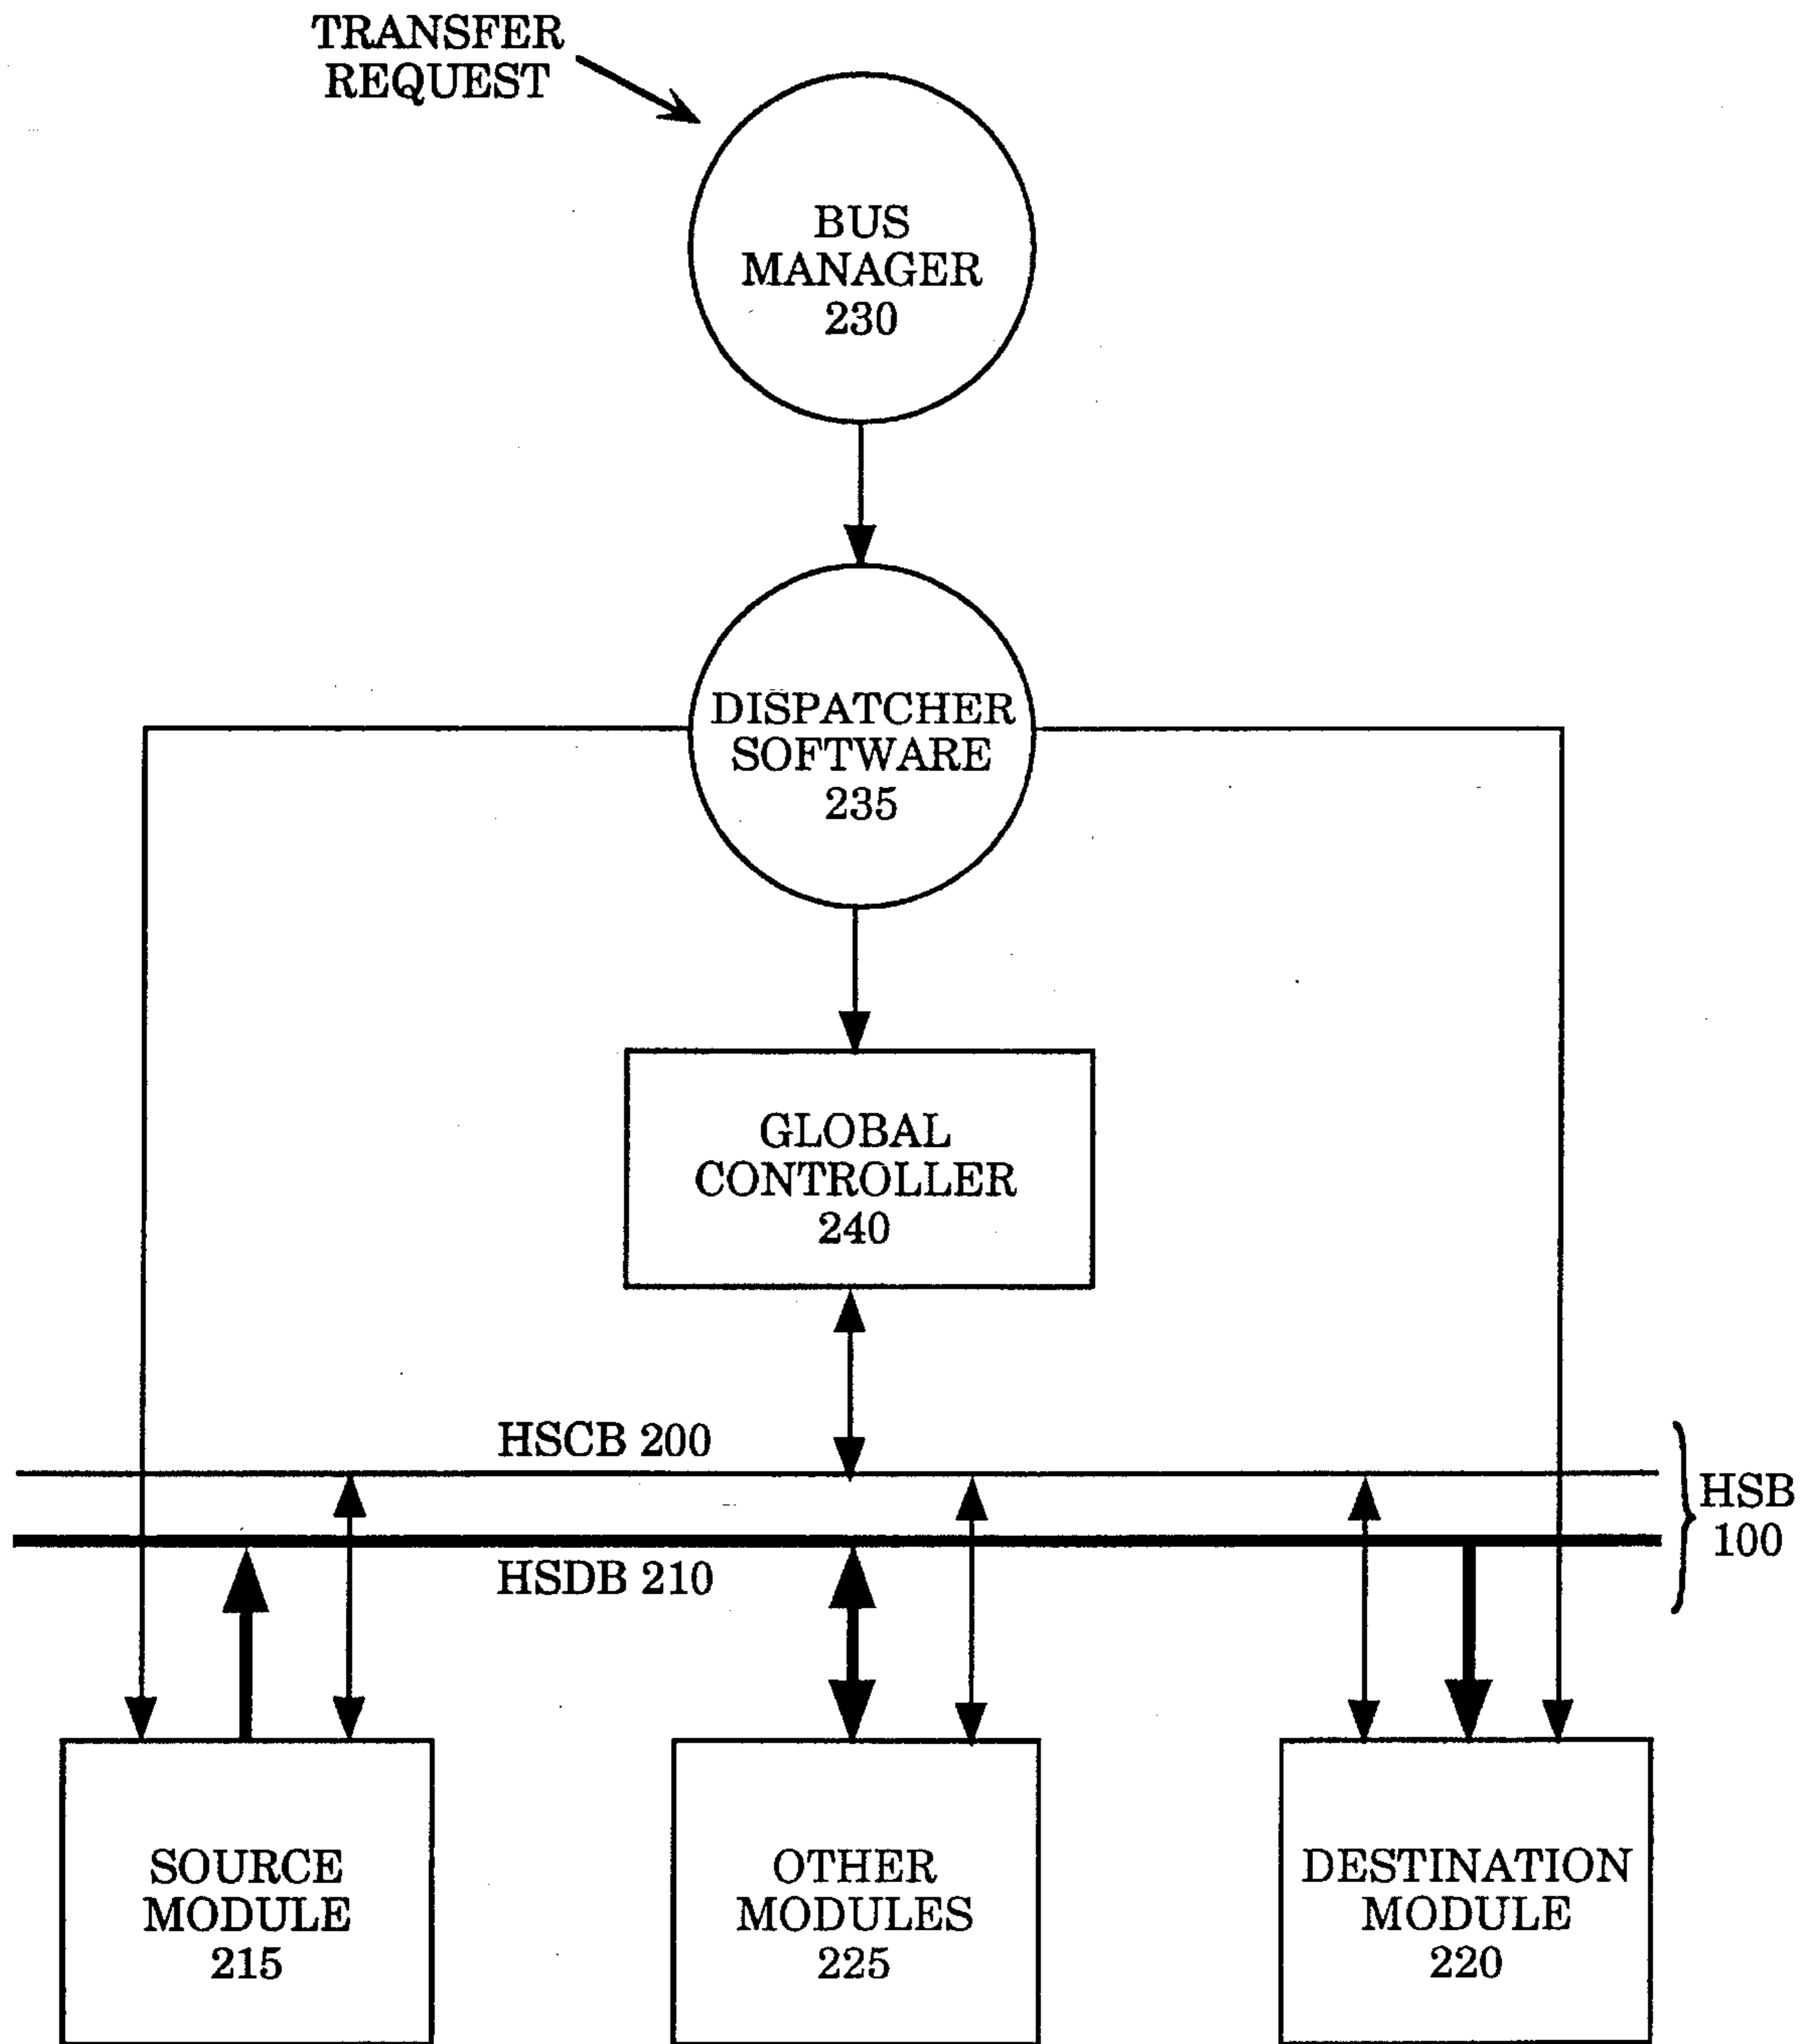 TRANSFER
REQUEST
BUS
MANAGER
230
DISPATCHER
SOFTWARE
235
GLOBAL
CONTROLLER
240
HSCB 200
HSB
100
HSDB 210
SOURCE
MODULE
215
OTHER
MODULES
225
DESTINATION
MODULE
220